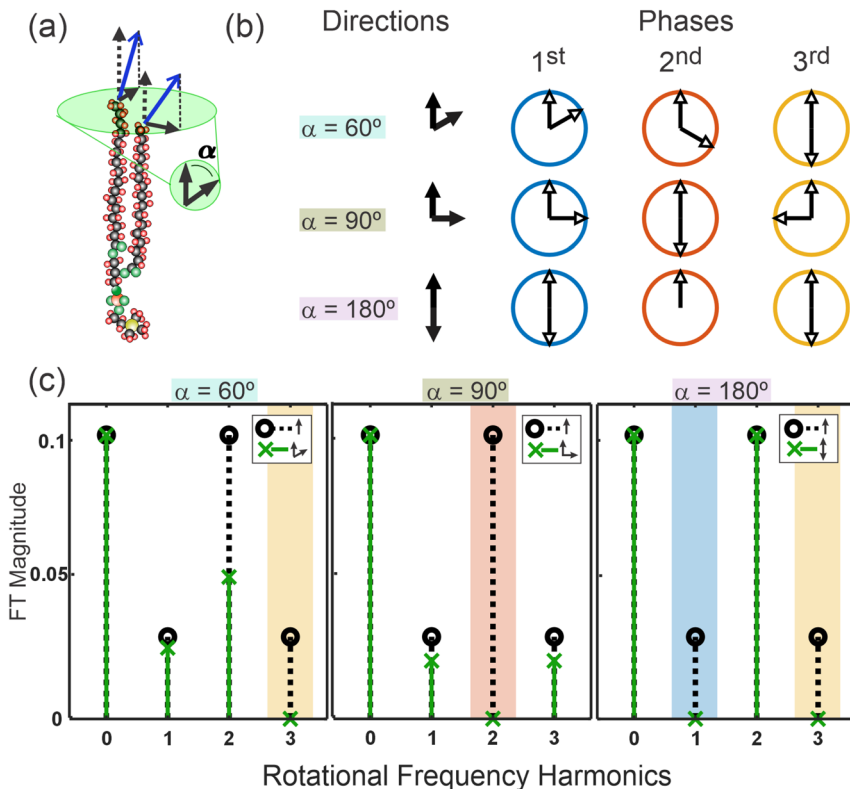 (a)
α
(b) Directions Phases
1st 2nd 3rd
α = 60º
α = 90º
α = 180º
(c)
α = 60º α = 90º α = 180º
FT Magnitude
0.1
0.05
0
0 1 2 3 0 1 2 3 0 1 2 3
Rotational Frequency Harmonics